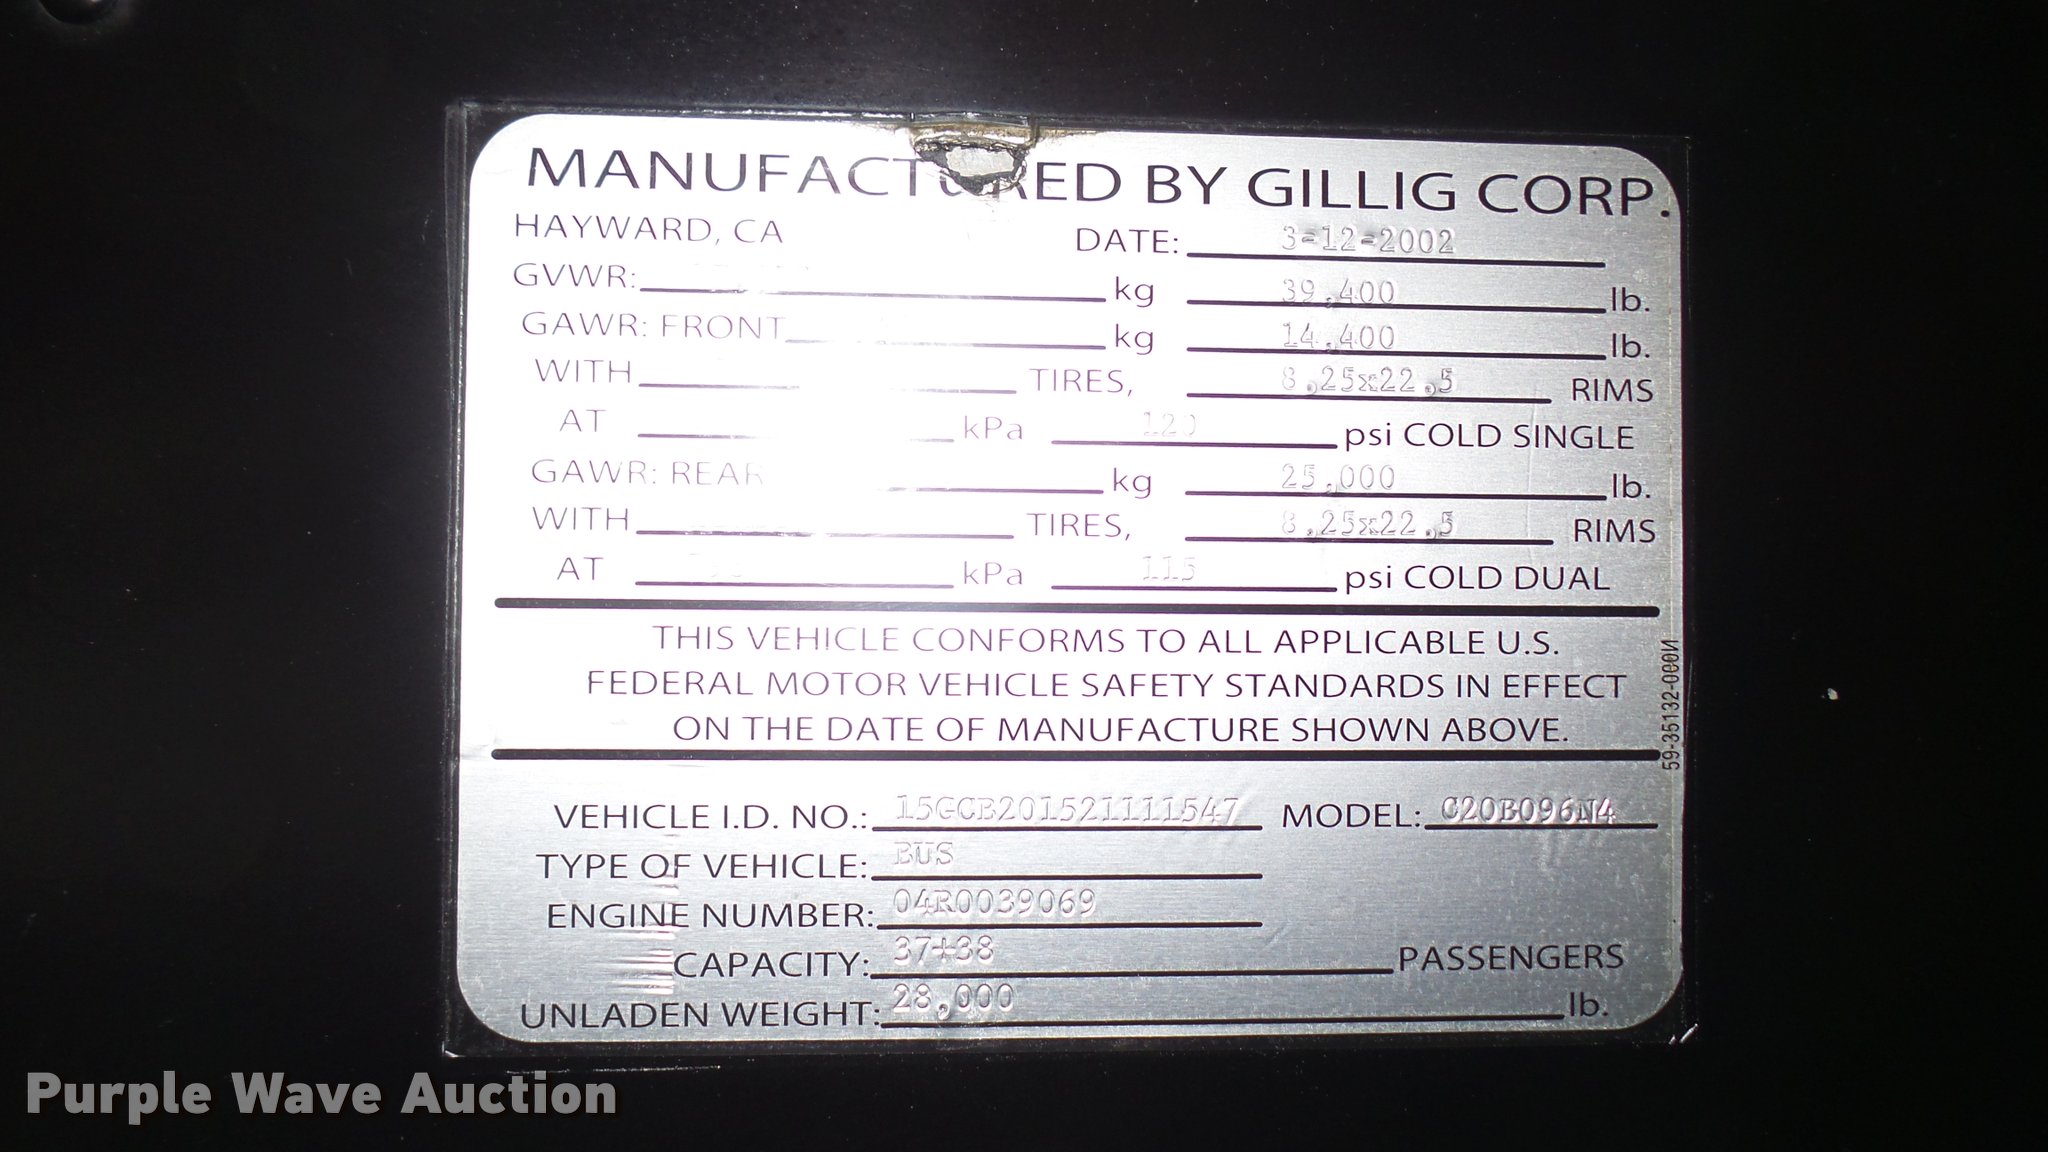 MANUFACTURED BY GILLIG CORP.
HAYWARD, CA DATE: 3-12-2002
GVWR: kg 39,400 lb.
GAWR: FRONT kg 14,400 lb.
WITH TIRES, 8.25x22.5 RIMS
AT kPa 120 psi COLD SINGLE
GAWR: REAR kg 25,000 lb.
WITH TIRES, 8.25x22.5 RIMS
AT kPa 115 psi COLD DUAL
THIS VEHICLE CONFORMS TO ALL APPLICABLE U.S.
FEDERAL MOTOR VEHICLE SAFETY STANDARDS IN EFFECT
ON THE DATE OF MANUFACTURE SHOWN ABOVE.
59-35132-000N
VEHICLE I.D. NO.: 15GCB201521111547 MODEL: C20B096N4
TYPE OF VEHICLE: BUS
ENGINE NUMBER: 04R0039069
CAPACITY: 37+38 PASSENGERS
UNLADEN WEIGHT: 28,000 lb.
Purple Wave Auction